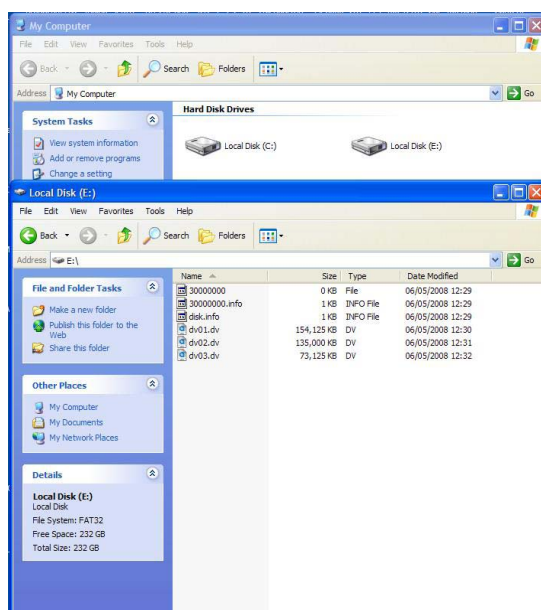 My Computer
File Edit View Favorites Tools Help
Back Search Folders
Address My Computer Go
System Tasks
View system information
Add or remove programs
Change a setting
Hard Disk Drives
Local Disk (C:) Local Disk (E:)
Local Disk (E:)
File Edit View Favorites Tools Help
Back Search Folders
Address E:\ Go
File and Folder Tasks
Make a new folder
Publish this folder to the
Web
Share this folder
Other Places
My Computer
My Documents
My Network Places
Details
Local Disk (E:)
Local Disk
File System: FAT32
Free Space: 232 GB
Total Size: 232 GB
Name Size Type Date Modified
30000000 0 KB File 06/05/2008 12:29
30000000.info 1 KB INFO File 06/05/2008 12:29
disk.info 1 KB INFO File 06/05/2008 12:29
dv01.dv 154,125 KB DV 06/05/2008 12:30
dv02.dv 135,000 KB DV 06/05/2008 12:31
dv03.dv 73,125 KB DV 06/05/2008 12:32